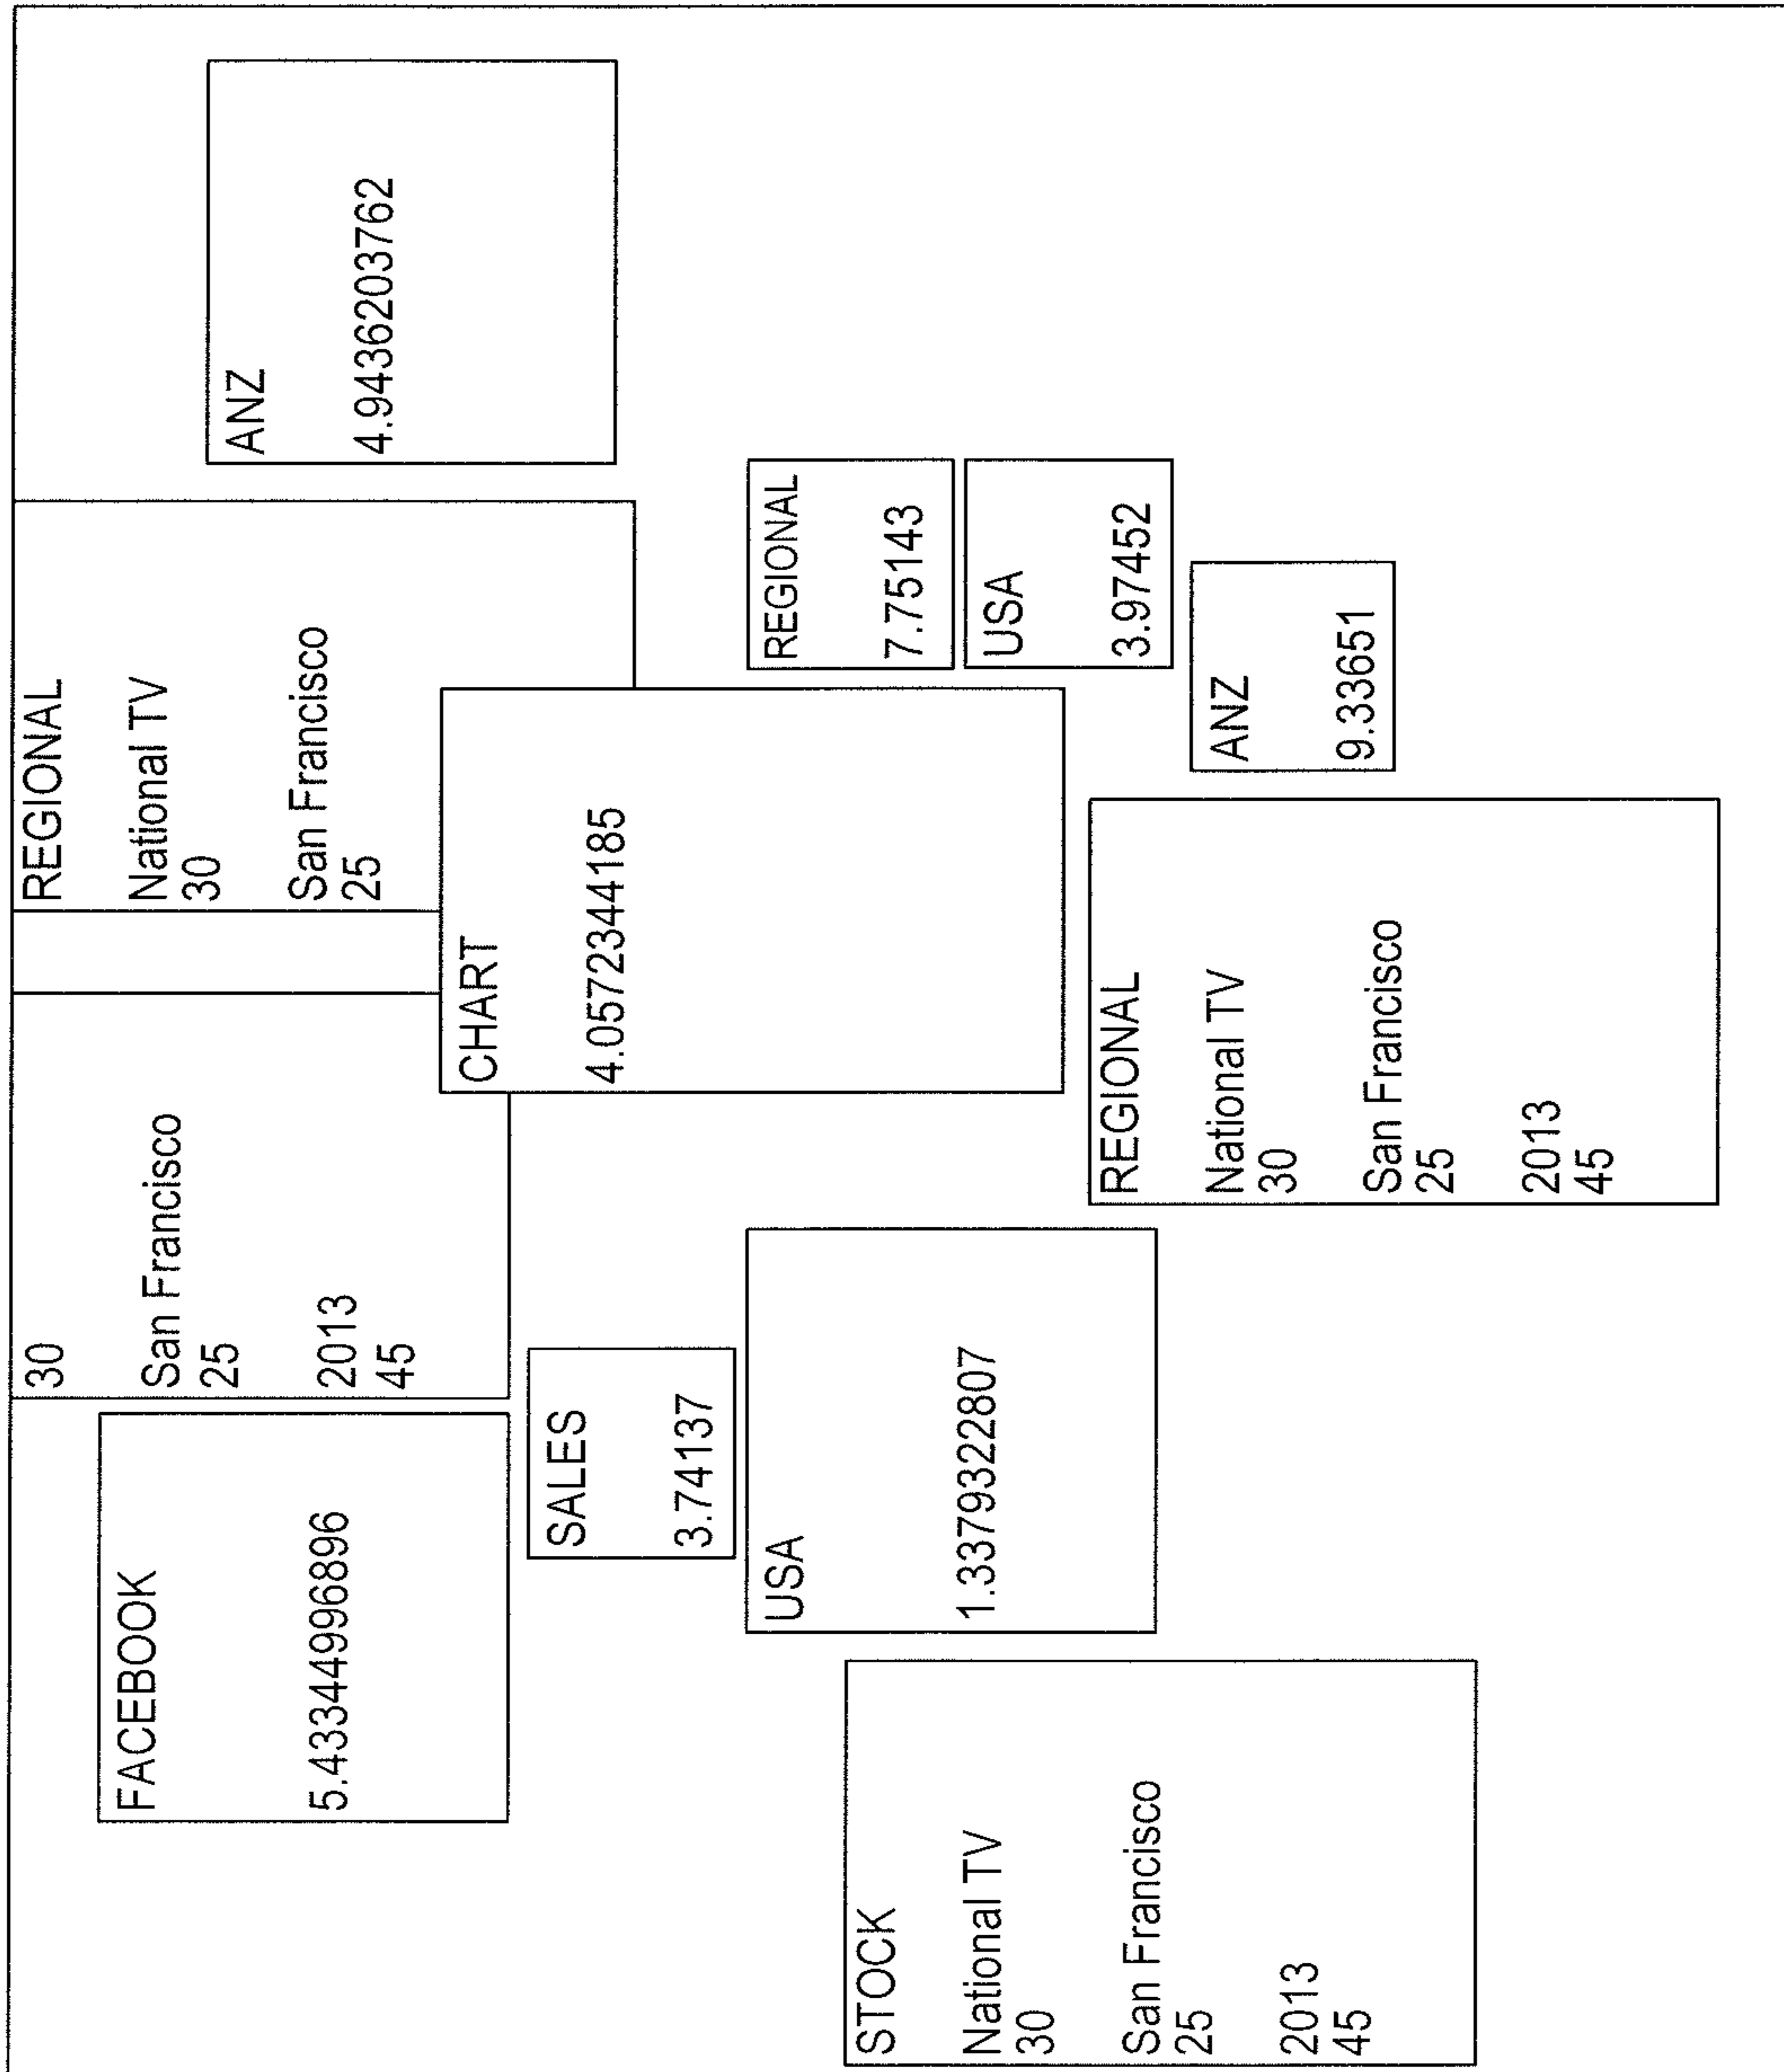 FACEBOOK
5.43344996896
30
San Francisco
25
2013
45
REGIONAL
National TV
30
San Francisco
25
ANZ
4.9436203762
SALES
3.74137
CHART
4.0572344185
STOCK
National TV
30
San Francisco
25
2013
45
USA
1.3379322807
REGIONAL
7.75143
USA
3.97452
REGIONAL
National TV
30
San Francisco
25
2013
45
ANZ
9.33651